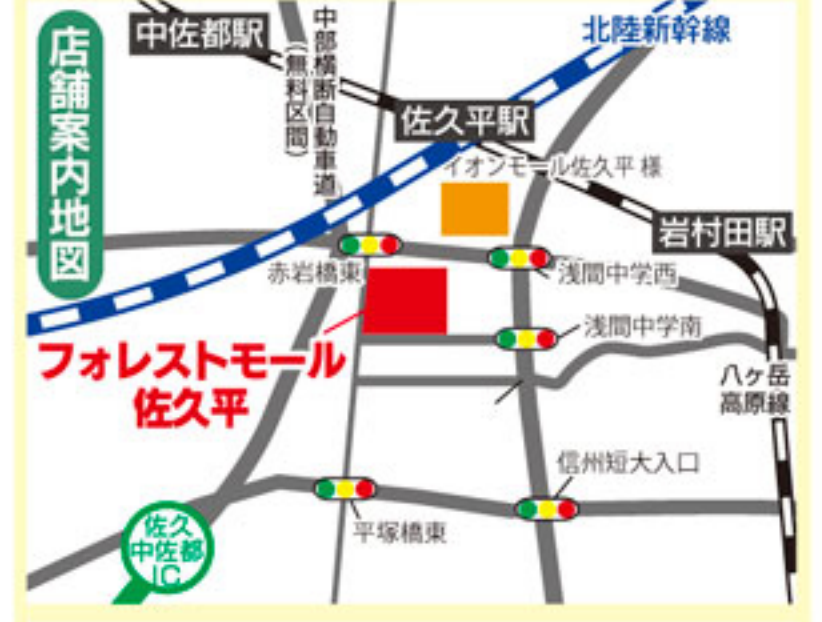 店舗案内地図
中佐都駅
中部横断自動車道
(無料区間)
北陸新幹線
佐久平駅
イオンモール佐久平 様
岩村田駅
赤岩橋東
浅間中学西
浅間中学南
フォレストモール
佐久平
八ヶ岳
高原線
信州短大入口
平塚橋東
佐久
中佐都
IC